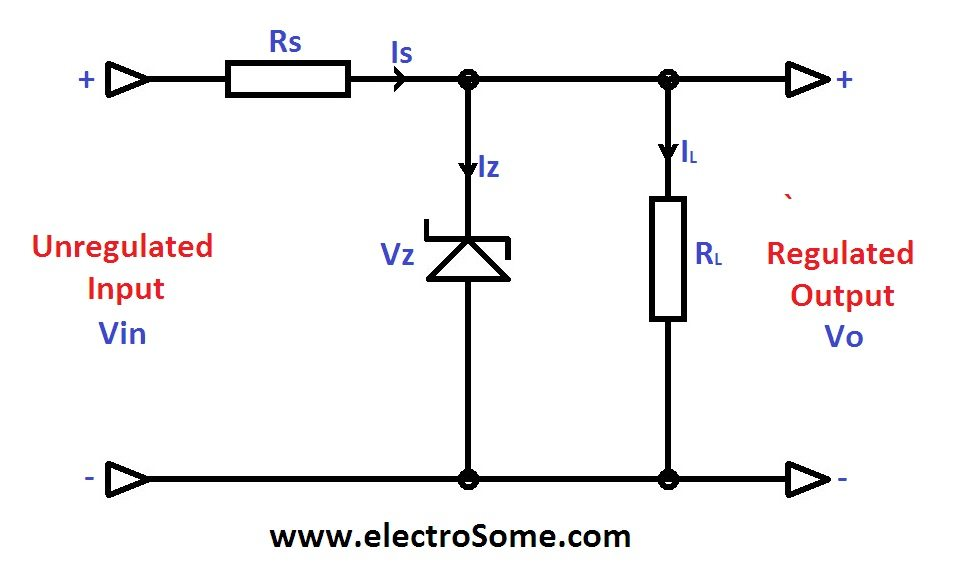 Rs
Is
+
+
Iz
IL
`
Vz
RL
Unregulated
Input
Vin
Regulated
Output
Vo
-
-
www.electroSome.com